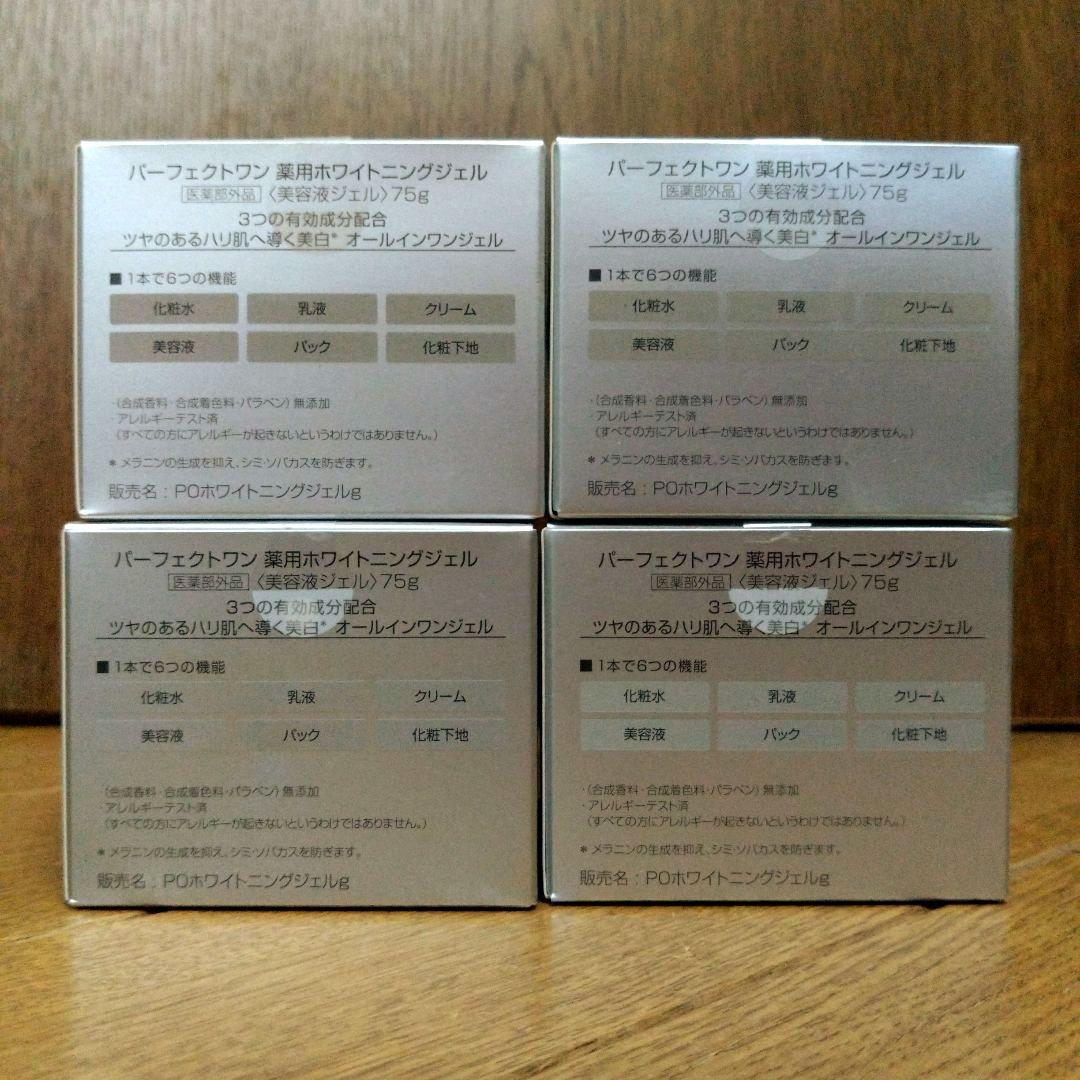 パーフェクトワン 薬用ホワイトニングジェル
医薬部外品 〈美容液ジェル〉75g
3つの有効成分配合
ツヤのあるハリ肌へ導く美白* オールインワンジェル
■ 1本で6つの機能
化粧水 乳液 クリーム
美容液 パック 化粧下地
・(合成香料・合成着色料・パラベン) 無添加
・アレルギーテスト済
(すべての方にアレルギーが起きないというわけではありません。)
* メラニンの生成を抑え、シミ・ソバカスを防ぎます。
販売名 : POホワイトニングジェルg
パーフェクトワン 薬用ホワイトニングジェル
医薬部外品 〈美容液ジェル〉75g
3つの有効成分配合
ツヤのあるハリ肌へ導く美白* オールインワンジェル
■ 1本で6つの機能
化粧水 乳液 クリーム
美容液 パック 化粧下地
・(合成香料・合成着色料・パラベン) 無添加
・アレルギーテスト済
(すべての方にアレルギーが起きないというわけではありません。)
* メラニンの生成を抑え、シミ・ソバカスを防ぎます。
販売名 : POホワイトニングジェルg
パーフェクトワン 薬用ホワイトニングジェル
医薬部外品 〈美容液ジェル〉75g
3つの有効成分配合
ツヤのあるハリ肌へ導く美白* オールインワンジェル
■ 1本で6つの機能
化粧水 乳液 クリーム
美容液 パック 化粧下地
・(合成香料・合成着色料・パラベン) 無添加
・アレルギーテスト済
(すべての方にアレルギーが起きないというわけではありません。)
* メラニンの生成を抑え、シミ・ソバカスを防ぎます。
販売名 : POホワイトニングジェルg
パーフェクトワン 薬用ホワイトニングジェル
医薬部外品 〈美容液ジェル〉75g
3つの有効成分配合
ツヤのあるハリ肌へ導く美白* オールインワンジェル
■ 1本で6つの機能
化粧水 乳液 クリーム
美容液 パック 化粧下地
・(合成香料・合成着色料・パラベン) 無添加
・アレルギーテスト済
(すべての方にアレルギーが起きないというわけではありません。)
* メラニンの生成を抑え、シミ・ソバカスを防ぎます。
販売名 : POホワイトニングジェルg